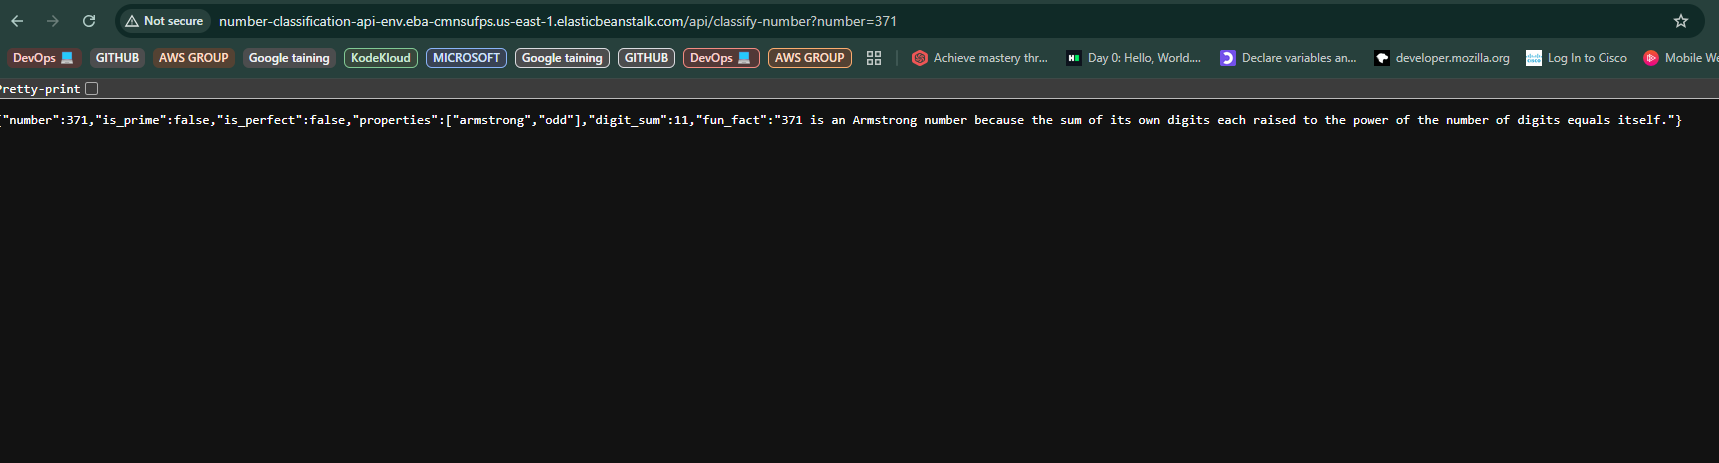 Not secure number-classification-api-env.eba-cmnsufps.us-east-1.elasticbeanstalk.com/api/classify-number?number=371
DevOps 💻 GITHUB AWS GROUP Google taining KodeKloud MICROSOFT Google taining GITHUB DevOps 💻 AWS GROUP Achieve mastery thr... Day 0: Hello, World.... Declare variables an... developer.mozilla.org Log In to Cisco Mobile We
Pretty-print
{"number":371,"is_prime":false,"is_perfect":false,"properties":["armstrong","odd"],"digit_sum":11,"fun_fact":"371 is an Armstrong number because the sum of its own digits each raised to the power of the number of digits equals itself."}